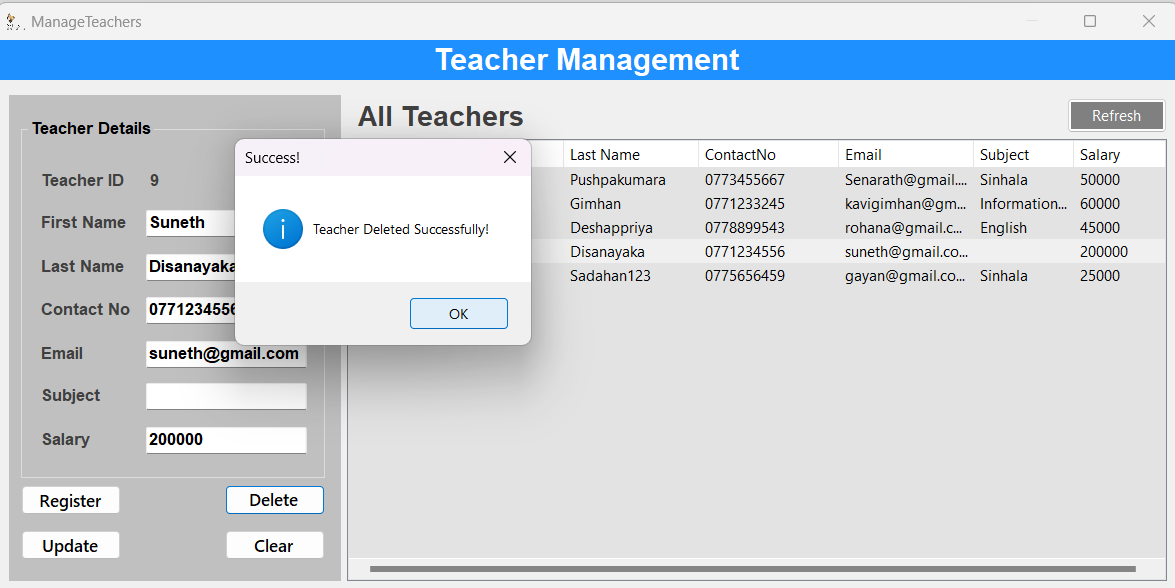 ManageTeachers
Teacher Management
Teacher Details
Teacher ID 9
First Name Suneth
Last Name Disanayaka
Contact No 0771234556
Email suneth@gmail.com
Subject
Salary 200000
Register Delete
Update Clear
Success!
Teacher Deleted Successfully!
OK
All Teachers
Refresh
Last Name ContactNo Email Subject Salary
Pushpakumara 0773455667 Senarath@gmail.... Sinhala 50000
Gimhan 0771233245 kavigimhan@gm... Information... 60000
Deshappriya 0778899543 rohana@gmail.c... English 45000
Disanayaka 0771234556 suneth@gmail.co... 200000
Sadahan123 0775656459 gayan@gmail.co... Sinhala 25000